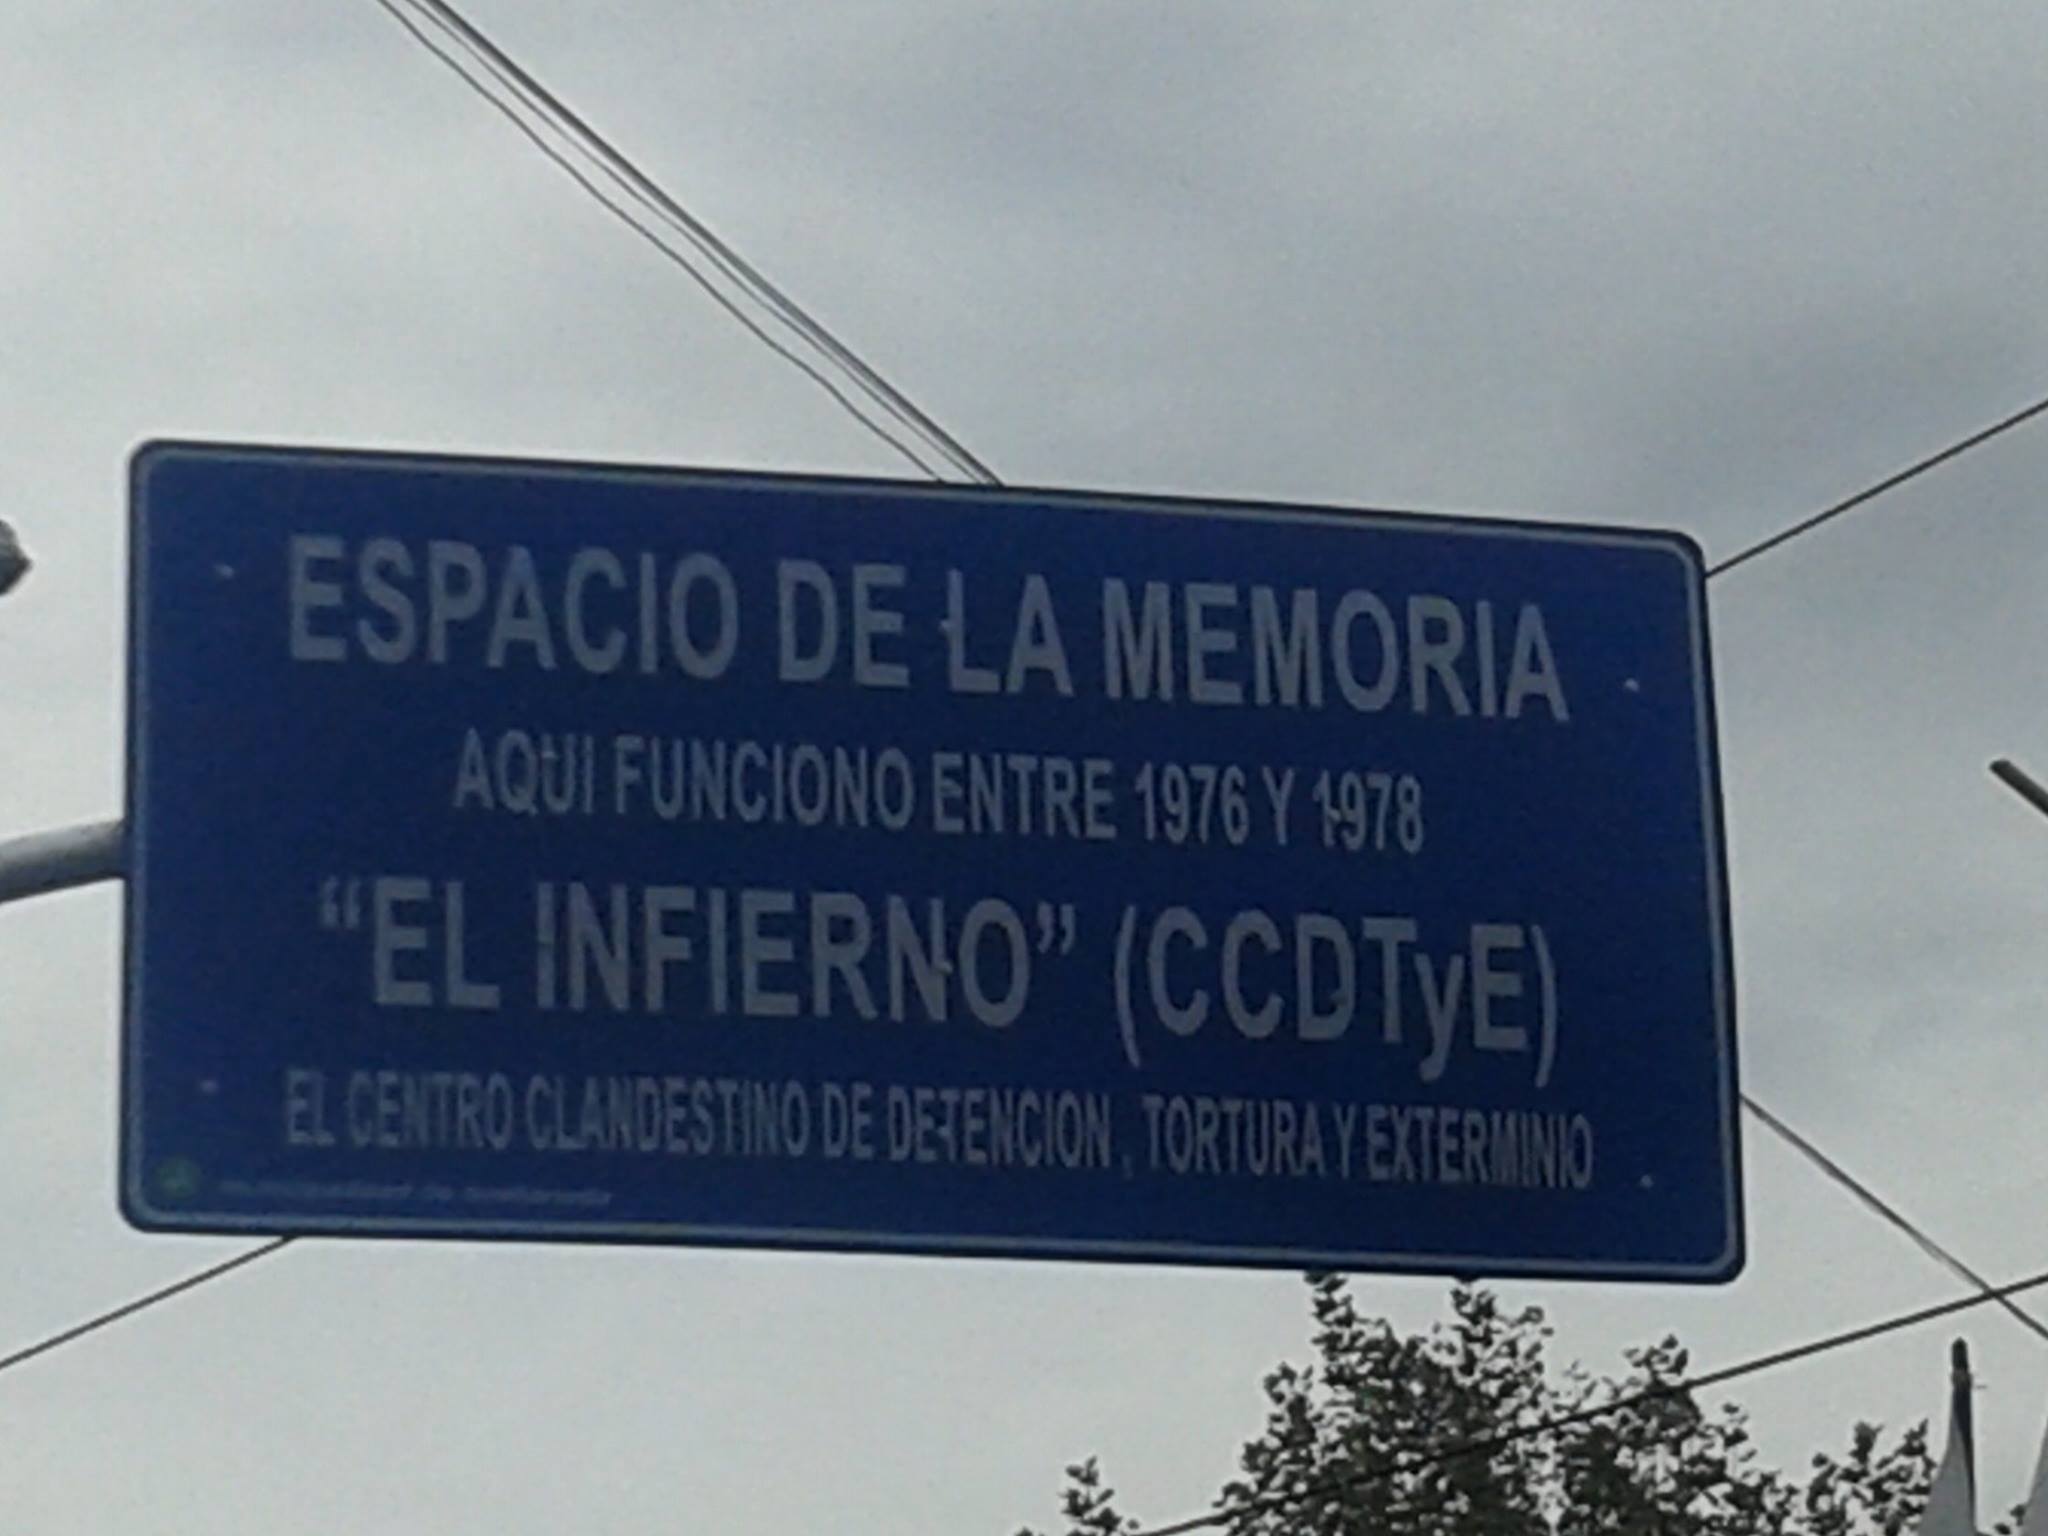 ESPACIO DE LA MEMORIA
AQUI FUNCIONO ENTRE 1976 Y 1978
“EL INFIERNO” (CCDTyE)
EL CENTRO CLANDESTINO DE DETENCION , TORTURA Y EXTERMINIO